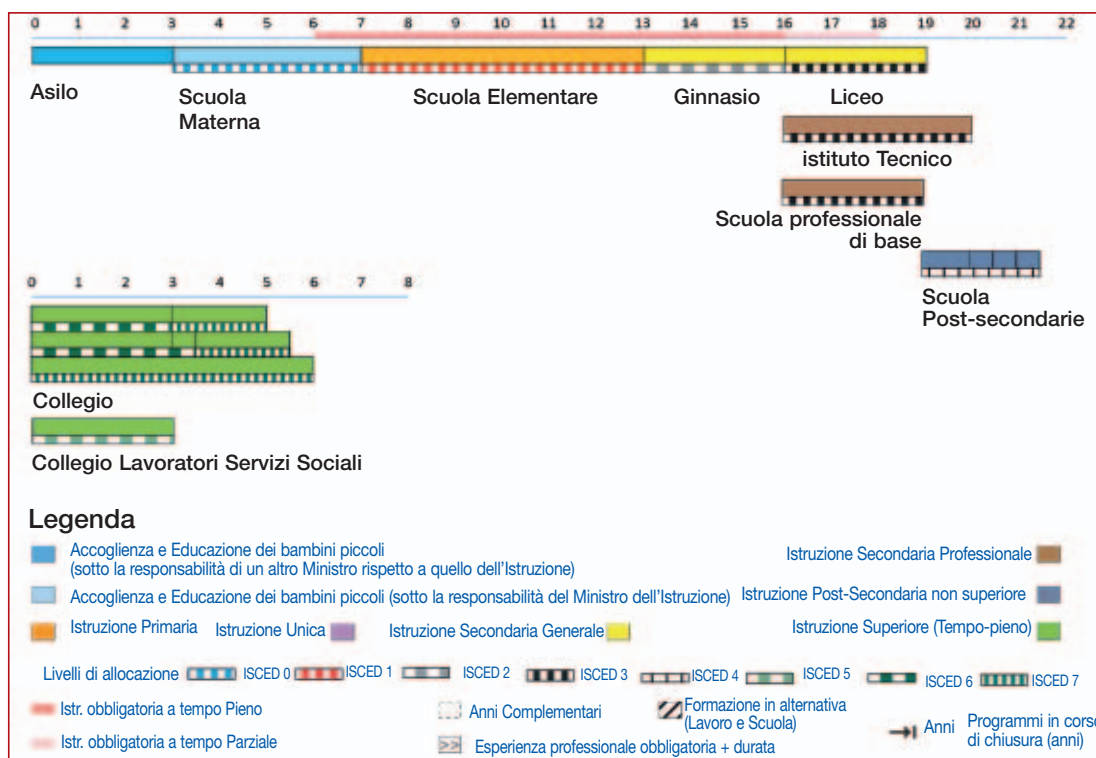 0 1 2 3 4 5 6 7 8 9 10 11 12 13 14 15 16 17 18 19 20 21 22
Asilo
Scuola
Materna
Scuola Elementare
Ginnasio
Liceo
istituto Tecnico
Scuola professionale
di base
Scuola
Post-secondarie
0 1 2 3 4 5 6 7 8
Collegio
Collegio Lavoratori Servizi Sociali
Legenda
Accoglienza e Educazione dei bambini piccoli
(sotto la responsabilità di un altro Ministro rispetto a quello dell'Istruzione)
Istruzione Secondaria Professionale
Accoglienza e Educazione dei bambini piccoli (sotto la responsabilità del Ministro dell'Istruzione)
Istruzione Post-Secondaria non superiore
Istruzione Primaria
Istruzione Unica
Istruzione Secondaria Generale
Istruzione Superiore (Tempo-pieno)
Livelli di allocazione
ISCED 0
ISCED 1
ISCED 2
ISCED 3
ISCED 4
ISCED 5
ISCED 6
ISCED 7
Istr. obbligatoria a tempo Pieno
Anni Complementari
Formazione in alternativa
(Lavoro e Scuola)
Anni
Programmi in corso
di chiusura (anni)
Istr. obbligatoria a tempo Parziale
>> Esperienza professionale obbligatoria + durata